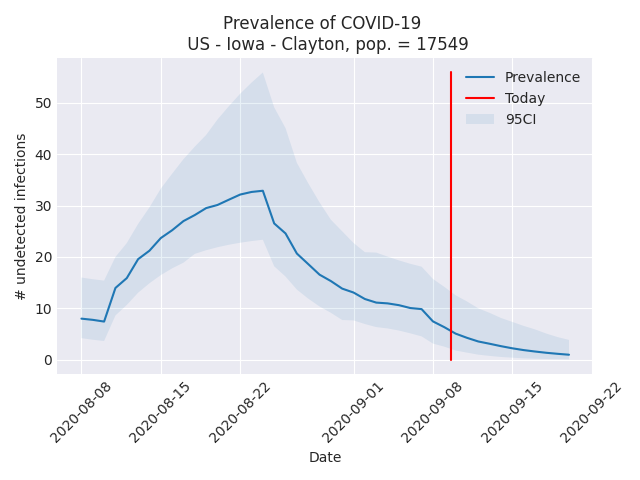 Prevalence of COVID-19
US - Iowa - Clayton, pop. = 17549
Prevalence
Today
95CI
# undetected infections
50
40
30
20
10
0
2020-08-08
2020-08-15
2020-08-22
2020-09-01
2020-09-08
2020-09-15
2020-09-22
Date